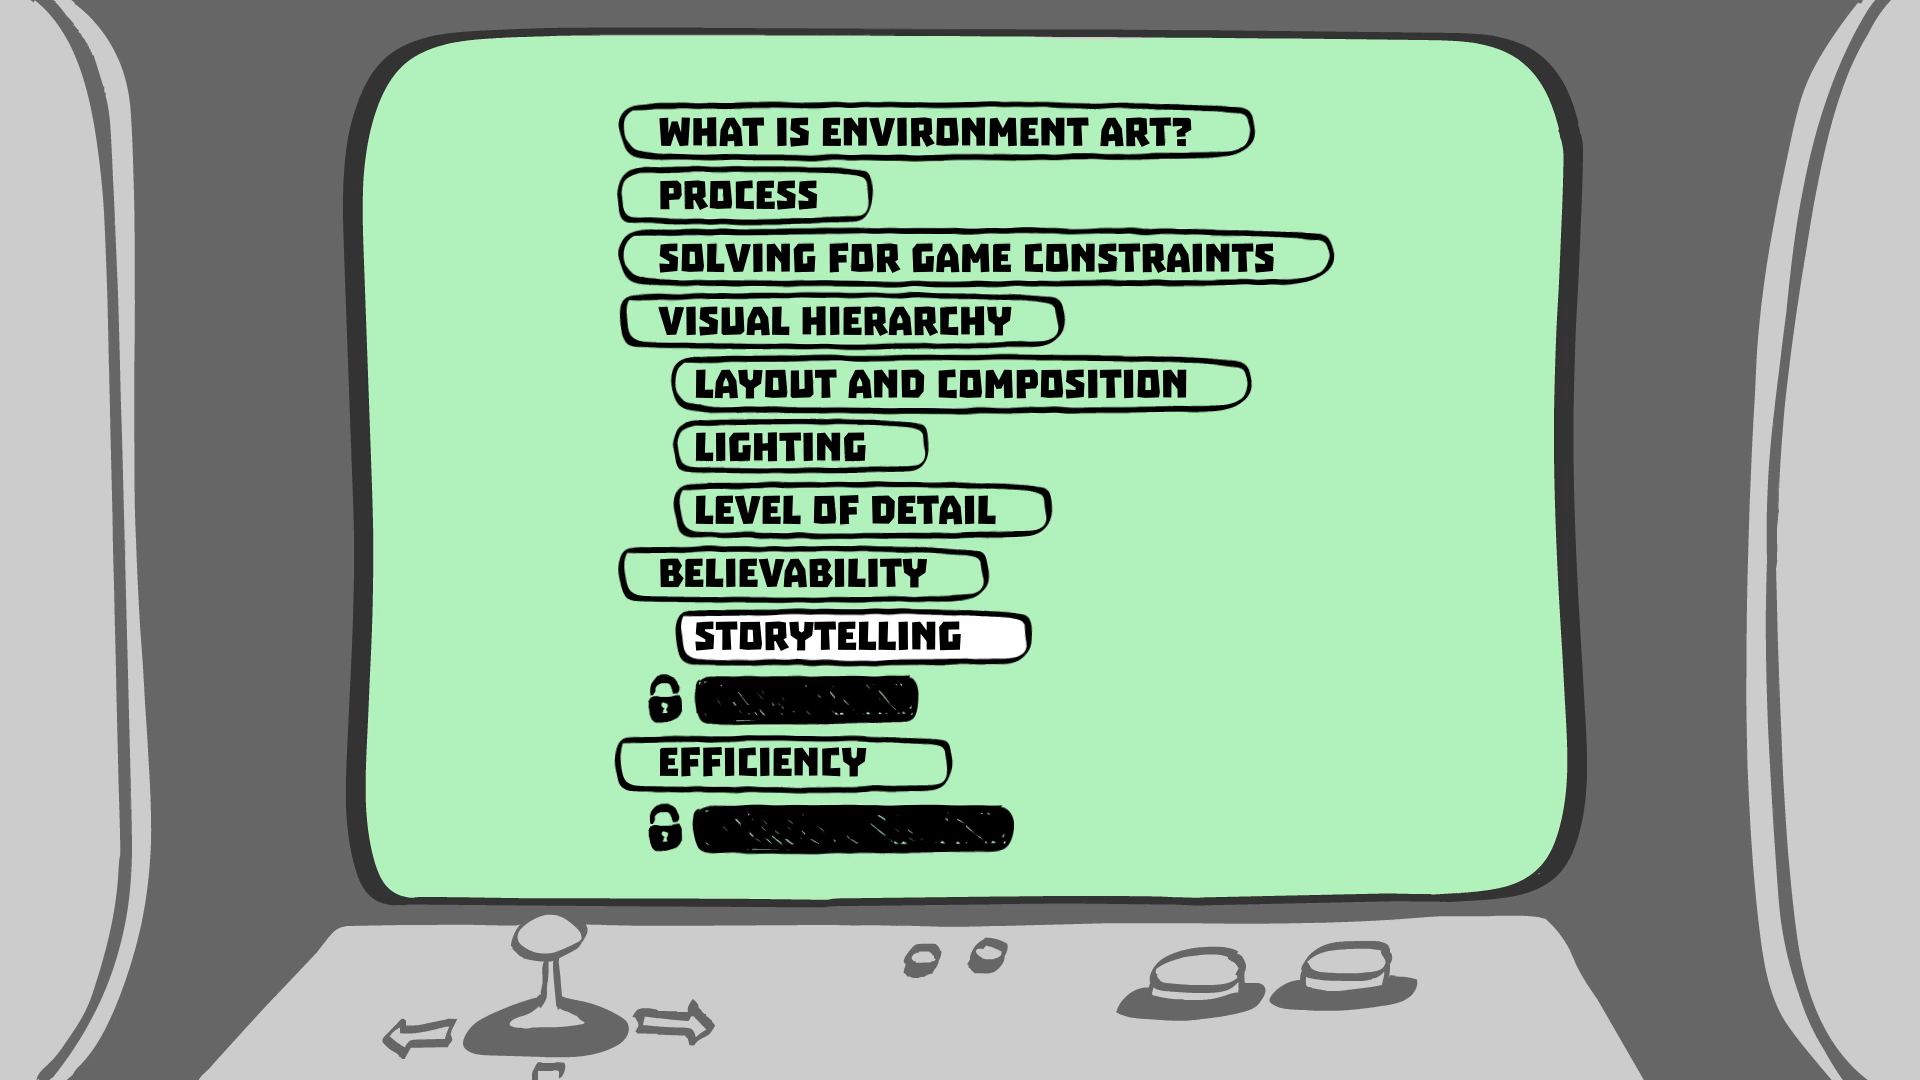 WHAT IS ENVIRONMENT ART?
PROCESS
SOLVING FOR GAME CONSTRAINTS
VISUAL HIERARCHY
LAYOUT AND COMPOSITION
LIGHTING
LEVEL OF DETAIL
BELIEVABILITY
STORYTELLING
EFFICIENCY